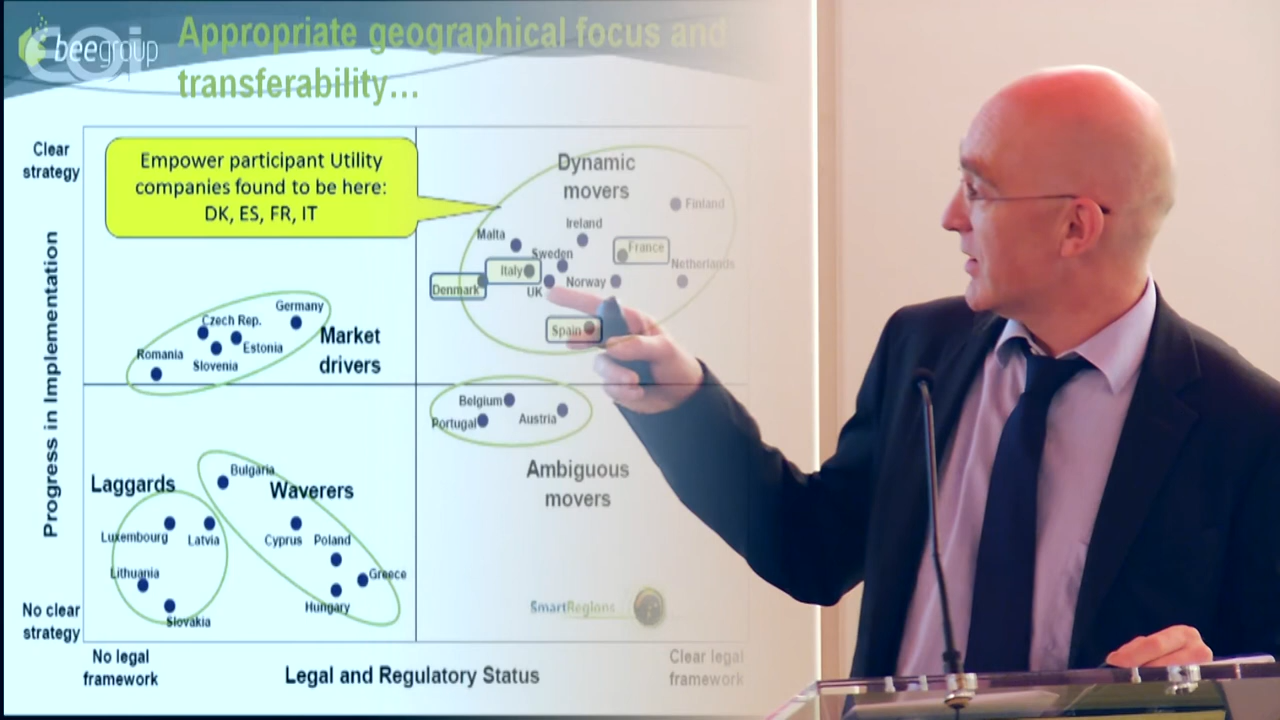 eoi
beegroup
Appropriate geographical focus and
transferability...
Clear
strategy
Empower participant Utility
companies found to be here:
DK, ES, FR, IT
Dynamic
movers
Finland
Ireland
Malta
France
Sweden
Netherlands
Italy
Norway
Denmark
UK
Spain
Germany
Czech Rep.
Estonia
Romania
Slovenia
Market
drivers
Progress in Implementation
Belgium
Portugal
Austria
Ambiguous
movers
Bulgaria
Laggards
Waverers
Luxembourg
Latvia
Cyprus
Poland
Lithuania
Greece
Hungary
Slovakia
SmartRegions
No clear
strategy
No legal
framework
Legal and Regulatory Status
Clear legal
framework